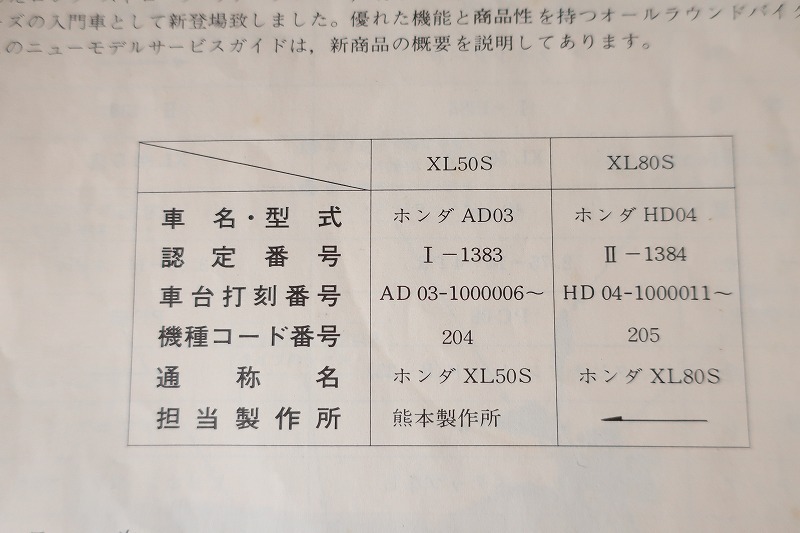 ーズの入門車として新登場致しました。優れた機能と商品性を持つオールラウンドバイク
のニューモデルサービスガイドは，新商品の概要を説明してあります。
XL50S XL80S
車名・型式 ホンダ AD03 ホンダ HD04
認定番号 Ⅰ－1383 Ⅱ－1384
車台打刻番号 AD 03-1000006～ HD 04-1000011～
機種コード番号 204 205
通称名 ホンダ XL50S ホンダ XL80S
担当製作所 熊本製作所 ←